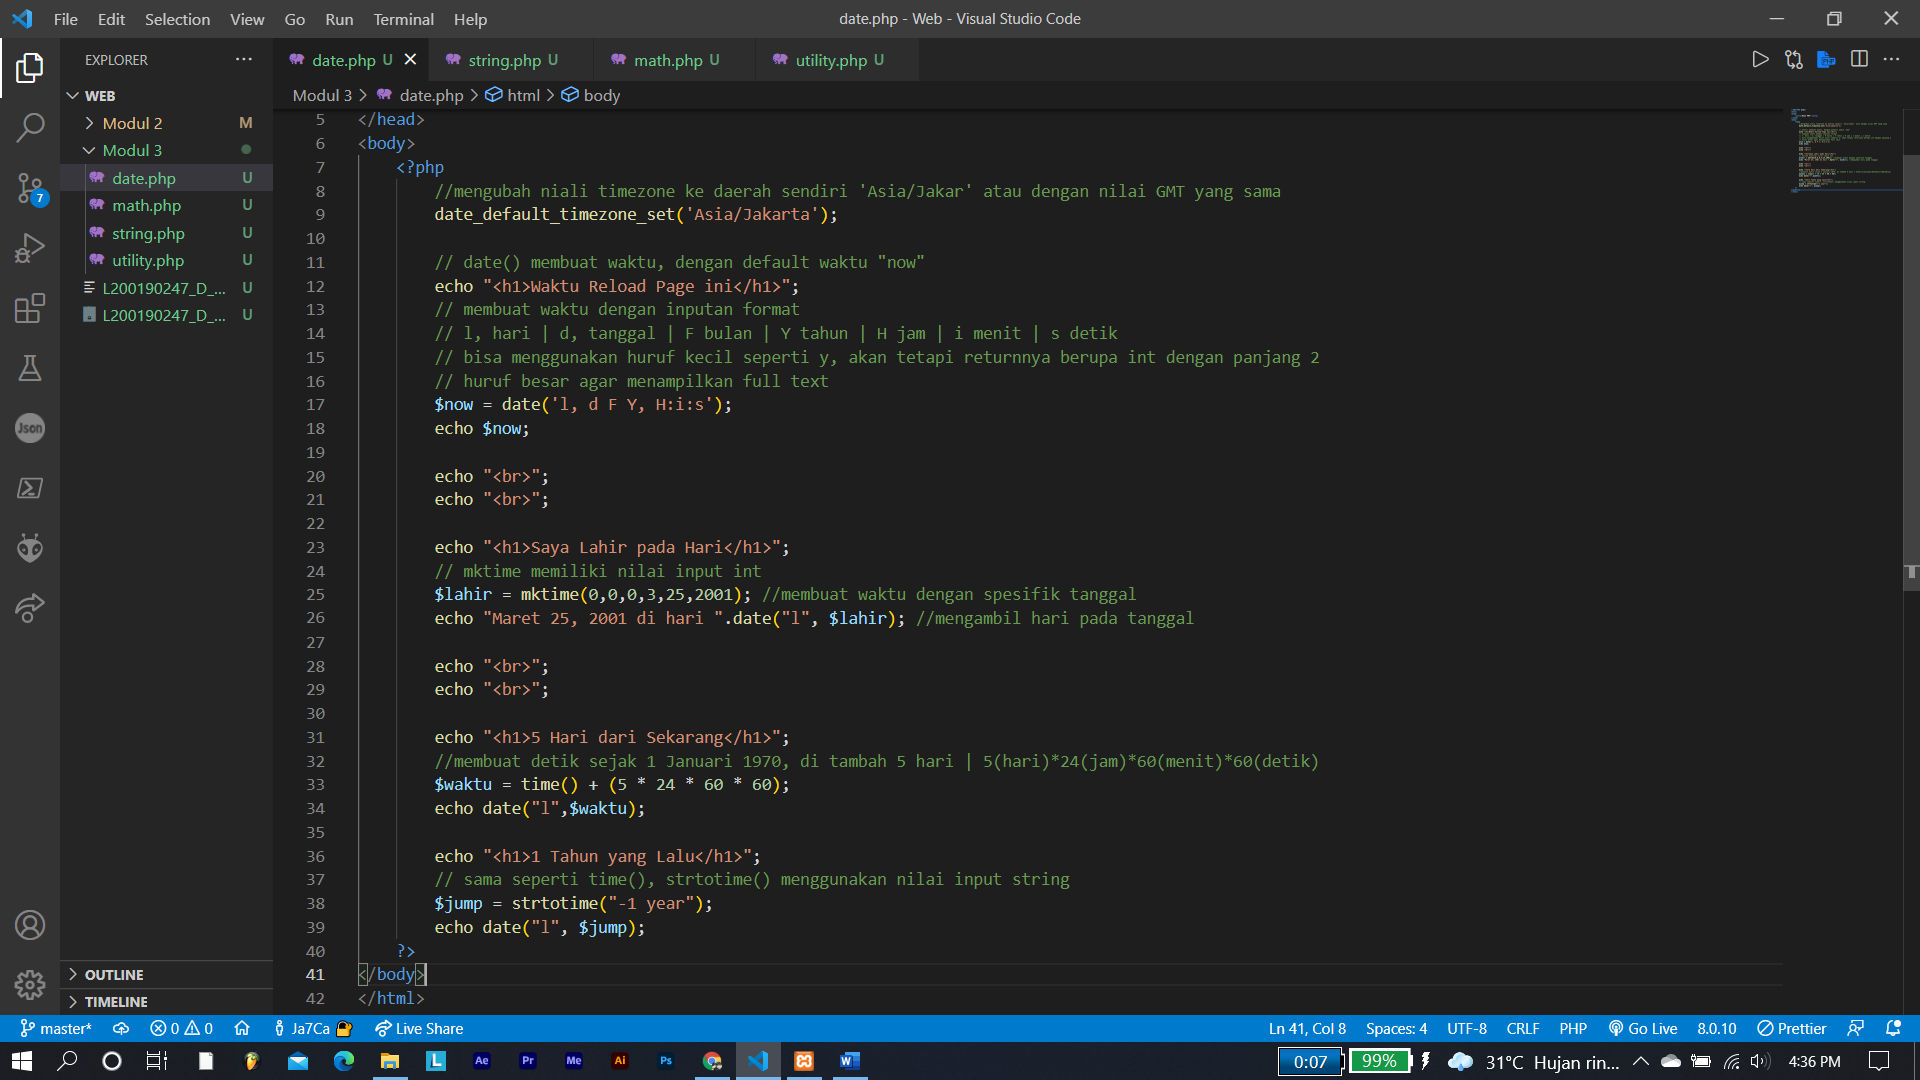 File Edit Selection View Go Run Terminal Help
date.php - Web - Visual Studio Code
EXPLORER
date.php U
string.php U
math.php U
utility.php U
WEB
Modul 3 > date.php > html > body
Modul 2 M
Modul 3
date.php U
math.php U
string.php U
utility.php U
L200190247_D_... U
L200190247_D_... U
7
Json
OUTLINE
TIMELINE
5 </head>
6 <body>
7 <?php
8 //mengubah niali timezone ke daerah sendiri 'Asia/Jakar' atau dengan nilai GMT yang sama
9 date_default_timezone_set('Asia/Jakarta');
10
11 // date() membuat waktu, dengan default waktu "now"
12 echo "<h1>Waktu Reload Page ini</h1>";
13 // membuat waktu dengan inputan format
14 // l, hari | d, tanggal | F bulan | Y tahun | H jam | i menit | s detik
15 // bisa menggunakan huruf kecil seperti y, akan tetapi returnnya berupa int dengan panjang 2
16 // huruf besar agar menampilkan full text
17 $now = date('l, d F Y, H:i:s');
18 echo $now;
19
20 echo "<br>";
21 echo "<br>";
22
23 echo "<h1>Saya Lahir pada Hari</h1>";
24 // mktime memiliki nilai input int
25 $lahir = mktime(0,0,0,3,25,2001); //membuat waktu dengan spesifik tanggal
26 echo "Maret 25, 2001 di hari ".date("l", $lahir); //mengambil hari pada tanggal
27
28 echo "<br>";
29 echo "<br>";
30
31 echo "<h1>5 Hari dari Sekarang</h1>";
32 //membuat detik sejak 1 Januari 1970, di tambah 5 hari | 5(hari)*24(jam)*60(menit)*60(detik)
33 $waktu = time() + (5 * 24 * 60 * 60);
34 echo date("l",$waktu);
35
36 echo "<h1>1 Tahun yang Lalu</h1>";
37 // sama seperti time(), strtotime() menggunakan nilai input string
38 $jump = strtotime("-1 year");
39 echo date("l", $jump);
40 ?>
41 </body>
42 </html>
master* 0 0 Ja7Ca Live Share
Ln 41, Col 8 Spaces: 4 UTF-8 CRLF PHP Go Live 8.0.10 Prettier
L Ae Pr Me Ai Ps W
0:07 99% 31°C Hujan rin... 4:36 PM